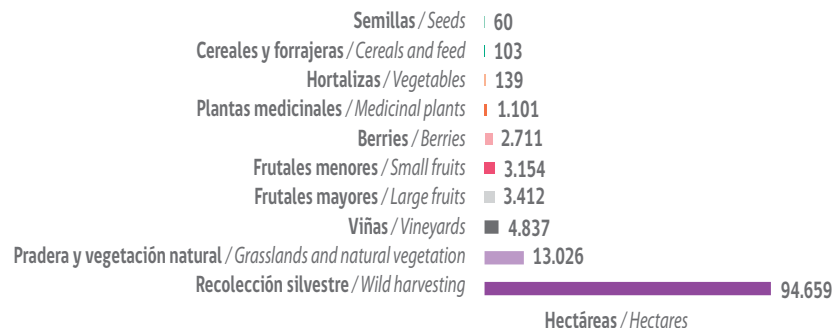 Semillas / Seeds 60
Cereales y forrajeras / Cereals and feed 103
Hortalizas / Vegetables 139
Plantas medicinales / Medicinal plants 1.101
Berries / Berries 2.711
Frutales menores / Small fruits 3.154
Frutales mayores / Large fruits 3.412
Viñas / Vineyards 4.837
Pradera y vegetación natural / Grasslands and natural vegetation 13.026
Recolección silvestre / Wild harvesting 94.659
Hectáreas / Hectares